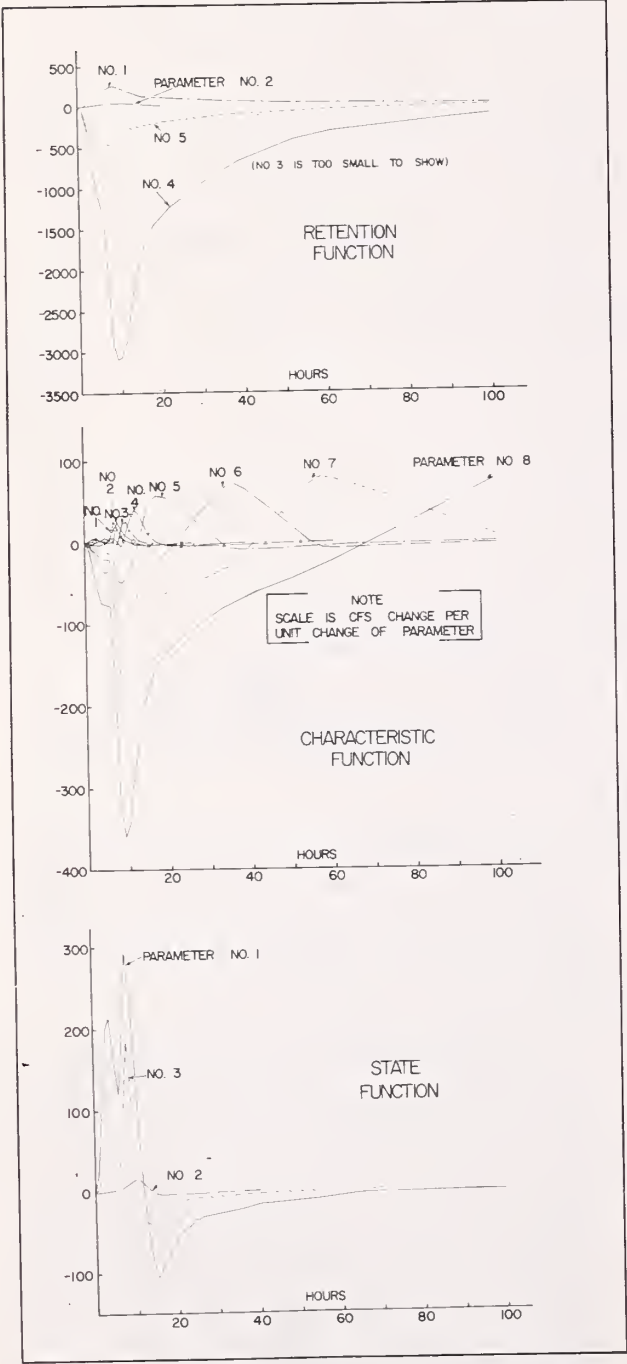 500
0
- 500
-1000
-1500
-2000
-2500
-3000
-3500
NO. 1
PARAMETER NO. 2
NO 5
NO. 4
(NO 3 IS TOO SMALL TO SHOW)
RETENTION
FUNCTION
HOURS
20
40
60
80
100
100
0
-100
-200
-300
-400
NO.
1
NO
2
NO.3
NO.
4
NO. 5
NO 6
NO 7
PARAMETER NO 8
NOTE
SCALE IS CFS CHANGE PER
UNIT CHANGE OF PARAMETER
CHARACTERISTIC
FUNCTION
HOURS
20
40
60
80
100
300
200
100
0
-100
PARAMETER NO. 1
NO. 3
NO 2
STATE
FUNCTION
HOURS
20
40
60
80
100